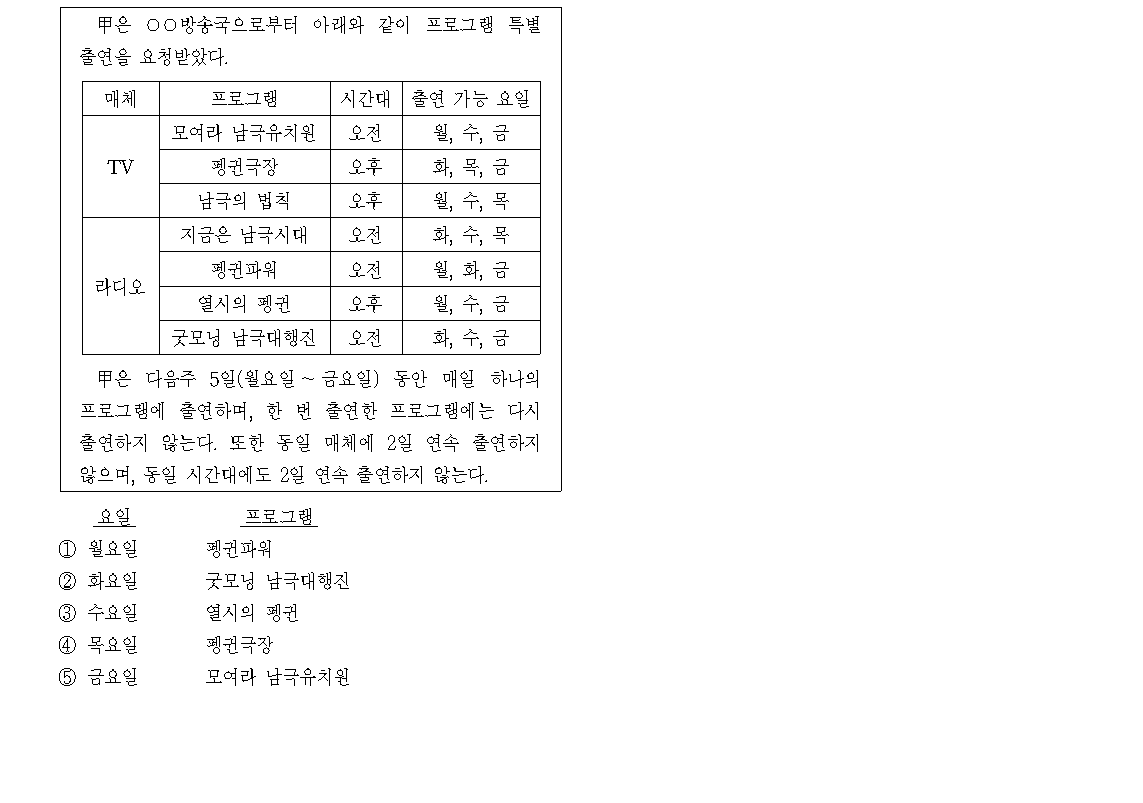 甲은 ○○방송국으로부터 아래와 같이 프로그램 특별
출연을 요청받았다.
매체 프로그램 시간대 출연 가능 요일
모여라 남극유치원 오전 월, 수, 금
TV 펭귄극장 오후 화, 목, 금
남극의 법칙 오후 월, 수, 목
지금은 남극시대 오전 화, 수, 목
펭귄파워 오전 월, 화, 금
라디오
열시의 펭귄 오후 월, 수, 금
굿모닝 남극대행진 오전 화, 수, 금
甲은 다음주 5일(월요일 ~ 금요일) 동안 매일 하나의
프로그램에 출연하며, 한 번 출연한 프로그램에는 다시
출연하지 않는다. 또한 동일 매체에 2일 연속 출연하지
않으며, 동일 시간대에도 2일 연속 출연하지 않는다.
요일 프로그램
① 월요일 펭귄파워
② 화요일 굿모닝 남극대행진
③ 수요일 열시의 펭귄
④ 목요일 펭귄극장
⑤ 금요일 모여라 남극유치원